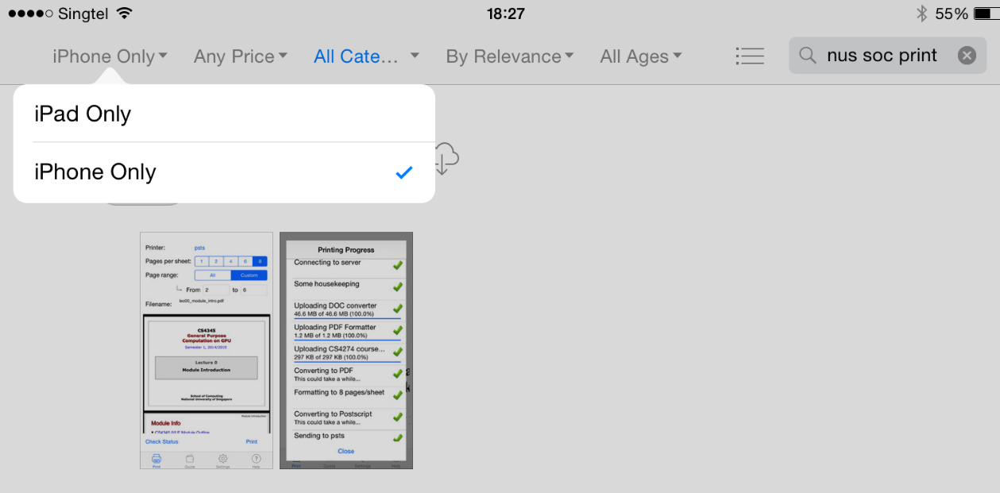 Singtel 18:27 55%
iPhone Only Any Price All Cate... By Relevance All Ages nus soc print
iPad Only
iPhone Only
Printer: psts
Pages per sheet: 1 2 4 6 8
Page range: All Custom
From 2 to 6
Filename: lec00_module_intro.pdf
CS4345
General Purpose
Computation on GPU
Semester 1, 2014/2015
Lecture 0
Module Introduction
School of Computing
National University of Singapore
Module Introduction
Module Info
Check Status Print
Print Quota Settings Help
Printing Progress
Connecting to server
Some housekeeping
Uploading DOC converter
46.6 MB of 46.6 MB (100.0%)
Uploading PDF Formatter
1.2 MB of 1.2 MB (100.0%)
Uploading CS4274 course...
297 KB of 297 KB (100.0%)
Converting to PDF
This could take a while...
Formatting to 8 pages/sheet
Converting to Postscript
This could take a while...
Sending to psts
Close
Print Quota Settings Help